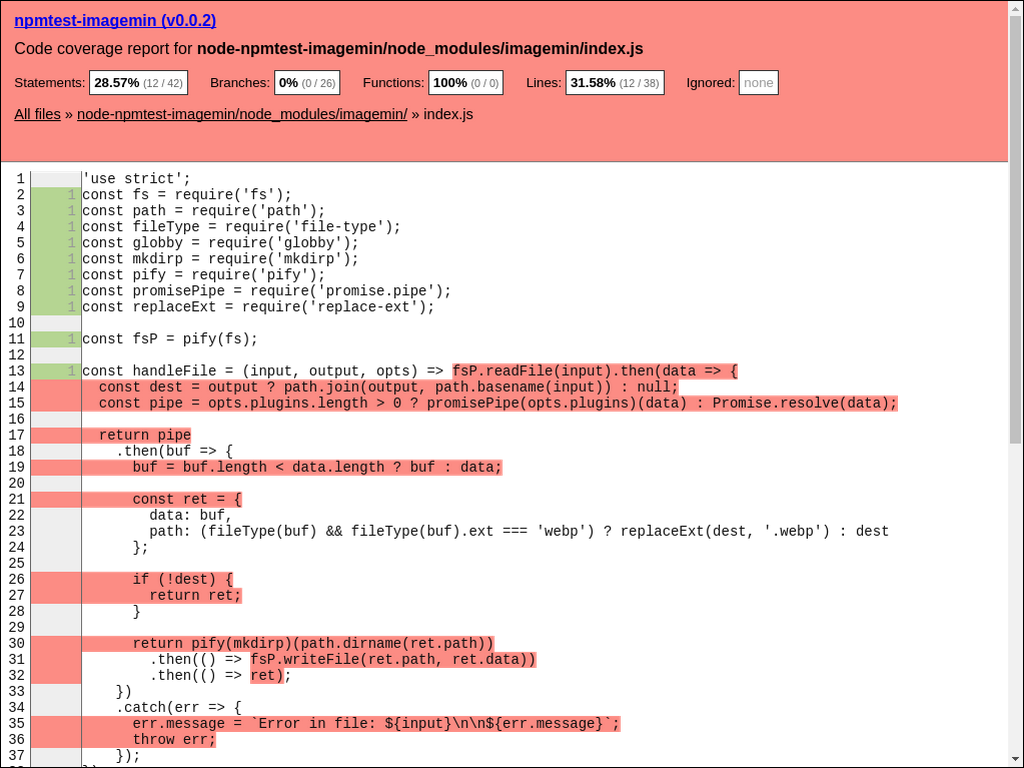 npmtest-imagemin (v0.0.2)
Code coverage report for node-npmtest-imagemin/node_modules/imagemin/index.js
Statements: 28.57% (12 / 42) Branches: 0% (0 / 26) Functions: 100% (0 / 0) Lines: 31.58% (12 / 38) Ignored: none
All files » node-npmtest-imagemin/node_modules/imagemin/ » index.js
1 'use strict';
2 1 const fs = require('fs');
3 1 const path = require('path');
4 1 const fileType = require('file-type');
5 1 const globby = require('globby');
6 1 const mkdirp = require('mkdirp');
7 1 const pify = require('pify');
8 1 const promisePipe = require('promise.pipe');
9 1 const replaceExt = require('replace-ext');
10
11 1 const fsP = pify(fs);
12
13 1 const handleFile = (input, output, opts) => fsP.readFile(input).then(data => {
14   const dest = output ? path.join(output, path.basename(input)) : null;
15   const pipe = opts.plugins.length > 0 ? promisePipe(opts.plugins)(data) : Promise.resolve(data);
16
17   return pipe
18     .then(buf => {
19       buf = buf.length < data.length ? buf : data;
20
21       const ret = {
22         data: buf,
23         path: (fileType(buf) && fileType(buf).ext === 'webp') ? replaceExt(dest, '.webp') : dest
24       };
25
26       if (!dest) {
27         return ret;
28       }
29
30       return pify(mkdirp)(path.dirname(ret.path))
31         .then(() => fsP.writeFile(ret.path, ret.data))
32         .then(() => ret);
33     })
34     .catch(err => {
35       err.message = `Error in file: ${input}\n\n${err.message}`;
36       throw err;
37     });